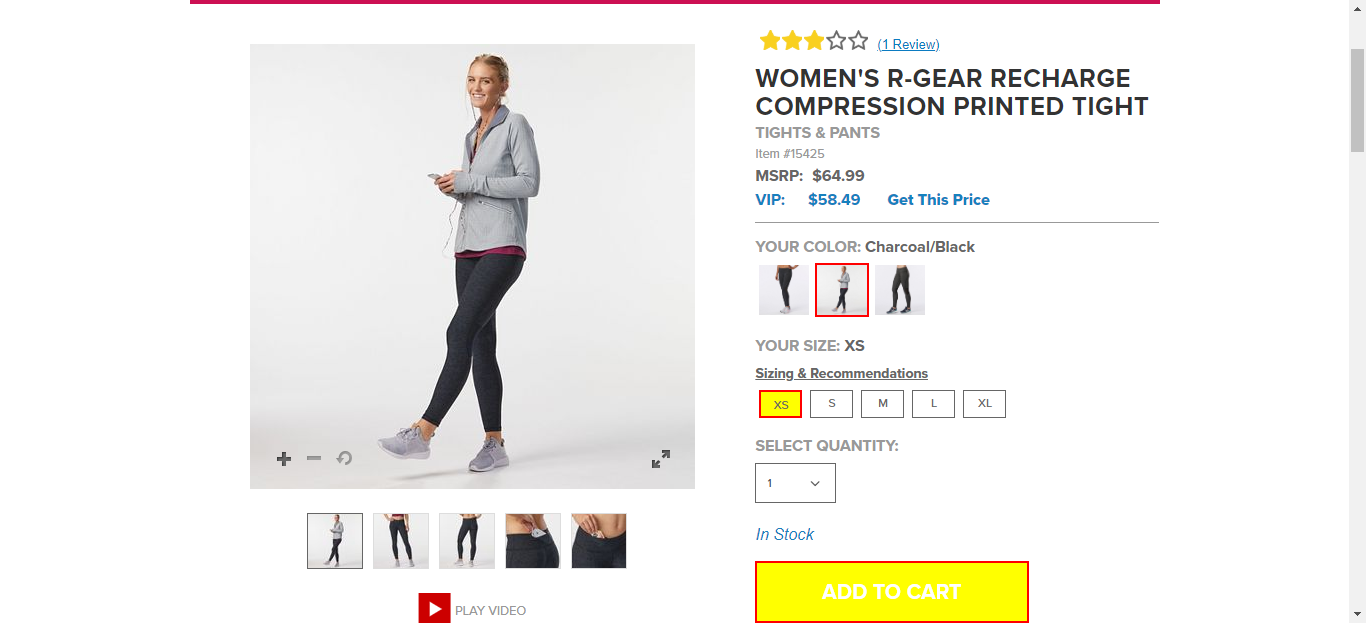 (1 Review)
WOMEN'S R-GEAR RECHARGE
COMPRESSION PRINTED TIGHT
TIGHTS & PANTS
Item #15425
MSRP: $64.99
VIP: $58.49 Get This Price
YOUR COLOR: Charcoal/Black
YOUR SIZE: XS
Sizing & Recommendations
XS S M L XL
SELECT QUANTITY:
1
In Stock
ADD TO CART
PLAY VIDEO